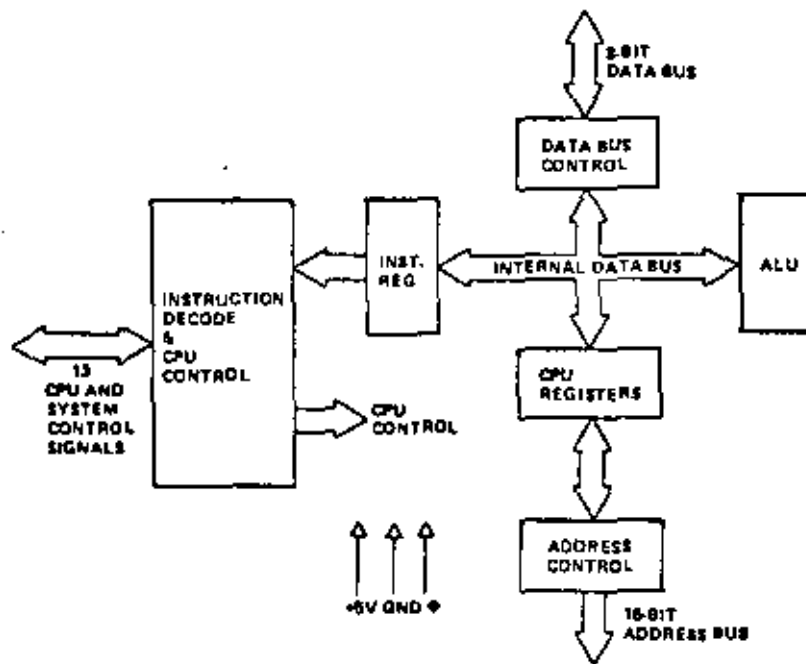 8-BIT
DATA BUS
DATA BUS
CONTROL
INST.
REG
INTERNAL DATA BUS
ALU
INSTRUCTION
DECODE
&
CPU
CONTROL
13
CPU AND
SYSTEM
CONTROL
SIGNALS
CPU
CONTROL
CPU
REGISTERS
ADDRESS
CONTROL
+5V GND Φ
16-BIT
ADDRESS BUS